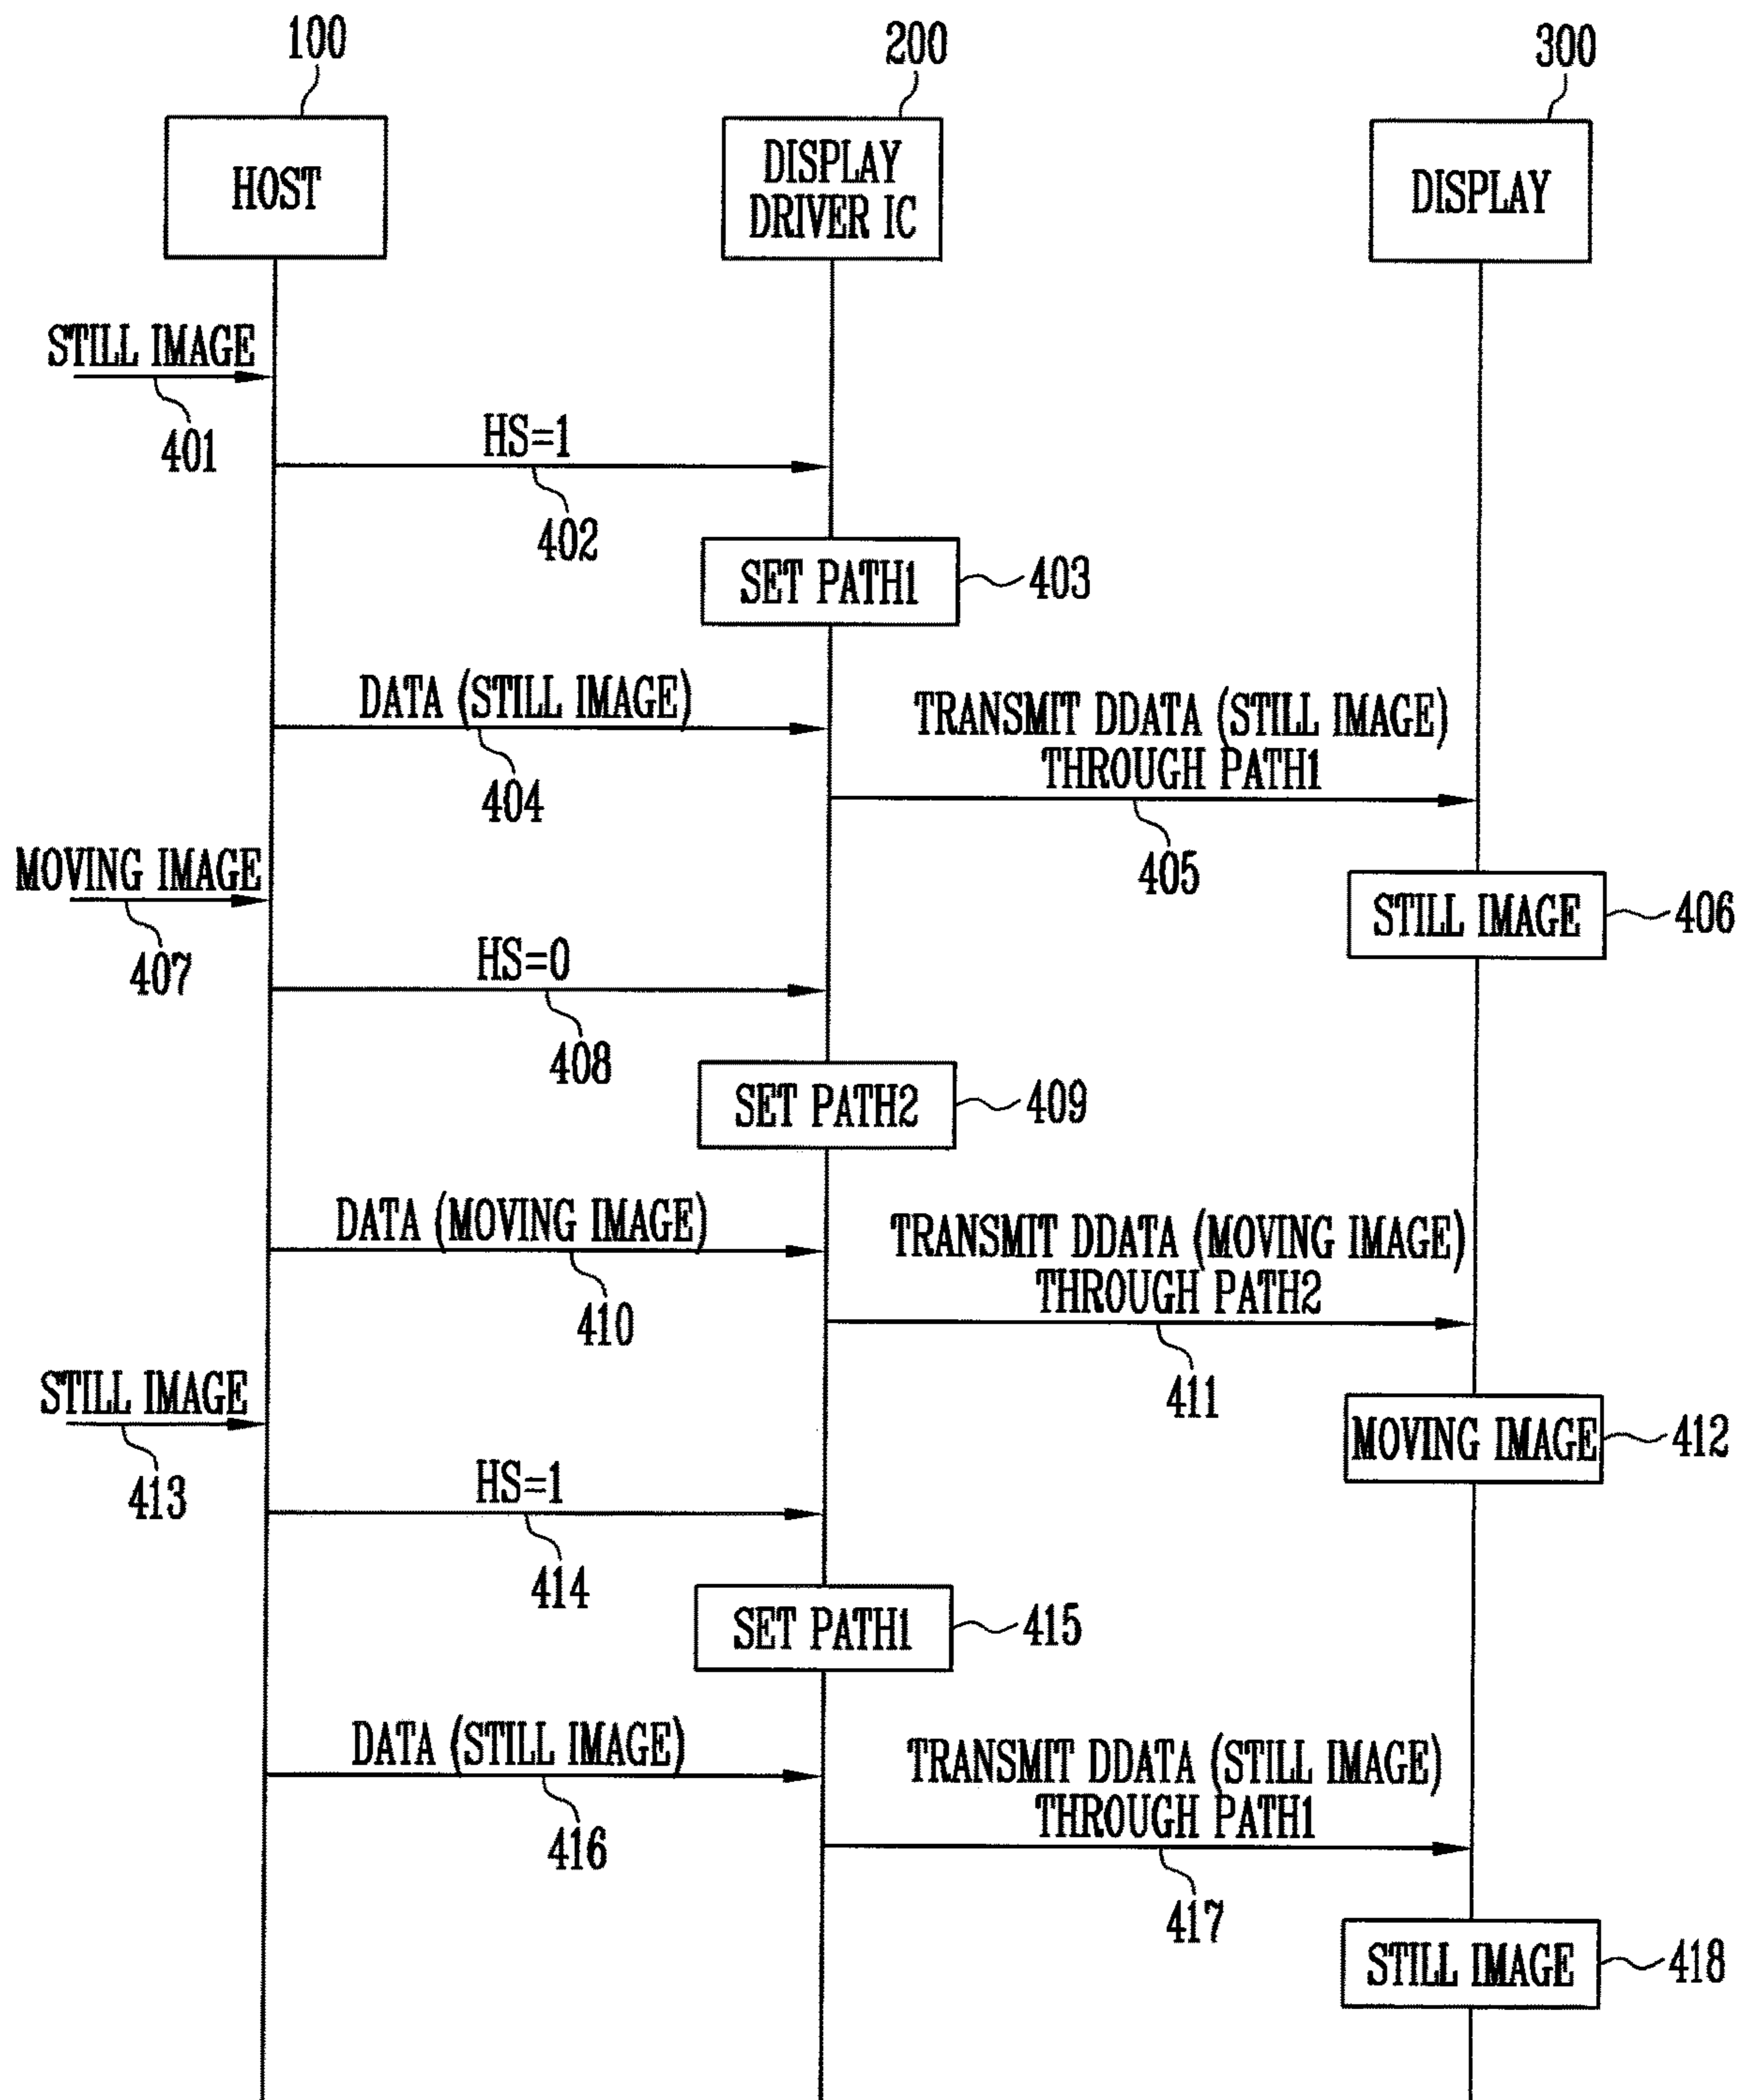 100
200
300
HOST
DISPLAY
DRIVER IC
DISPLAY
STILL IMAGE
401
HS=1
402
SET PATH1
403
DATA (STILL IMAGE)
404
TRANSMIT DDATA (STILL IMAGE)
THROUGH PATH1
405
STILL IMAGE
406
MOVING IMAGE
407
HS=0
408
SET PATH2
409
DATA (MOVING IMAGE)
410
TRANSMIT DDATA (MOVING IMAGE)
THROUGH PATH2
411
MOVING IMAGE
412
STILL IMAGE
413
HS=1
414
SET PATH1
415
DATA (STILL IMAGE)
416
TRANSMIT DDATA (STILL IMAGE)
THROUGH PATH1
417
STILL IMAGE
418